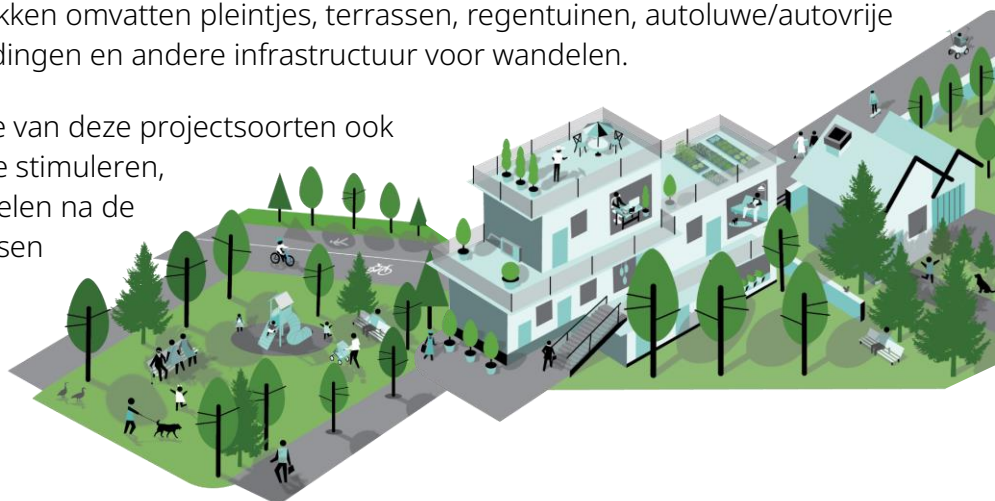 kken omvatten pleintjes, terrassen, regentuinen, autoluwe/autovrije
dingen en andere infrastructuur voor wandelen.
e van deze projectsoorten ook
e stimuleren,
elen na de
sen